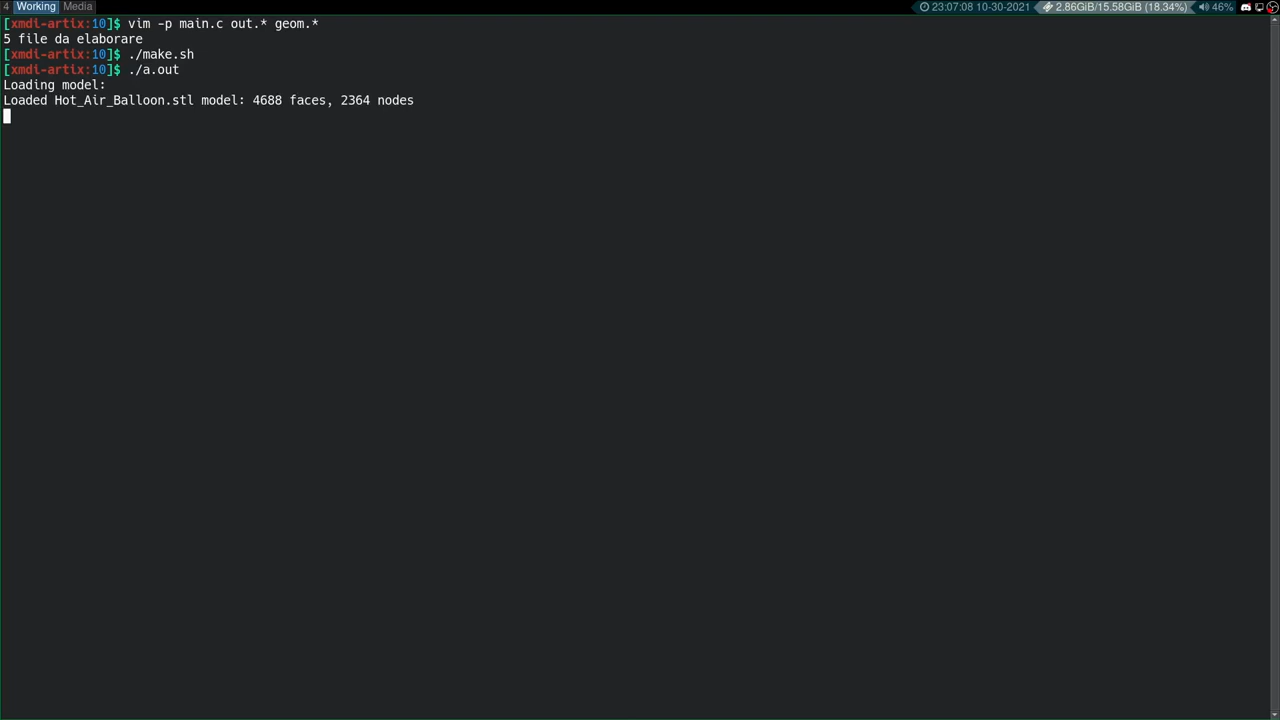 4 Working Media 23:07:08 10-30-2021 2.86GiB/15.58GiB (18.34%) 46%
[xmdi-artix:10]$ vim -p main.c out.* geom.*
5 file da elaborare
[xmdi-artix:10]$ ./make.sh
[xmdi-artix:10]$ ./a.out
Loading model:
Loaded Hot_Air_Balloon.stl model: 4688 faces, 2364 nodes